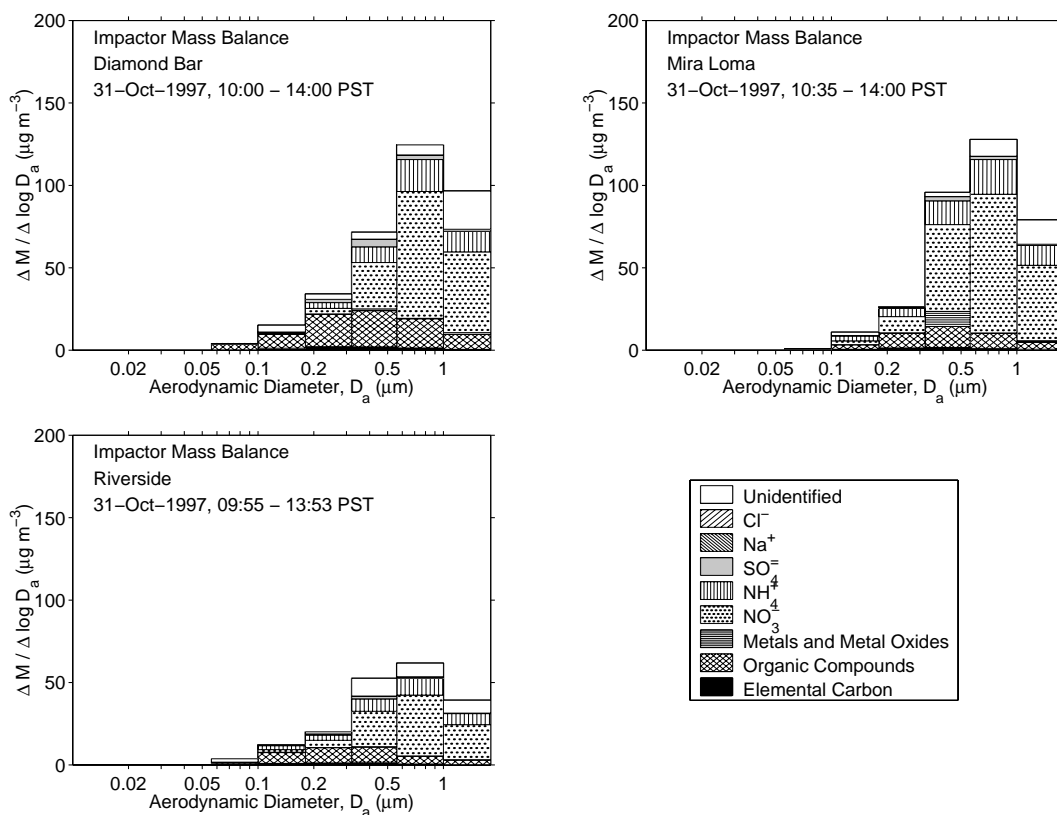 200
150
100
50
0
Δ M / Δ log D_a (μg m⁻³)
Impactor Mass Balance
Diamond Bar
31−Oct−1997, 10:00 − 14:00 PST
0.02 0.05 0.1 0.2 0.5 1
Aerodynamic Diameter, D_a (μm)
200
150
100
50
0
Δ M / Δ log D_a (μg m⁻³)
Impactor Mass Balance
Mira Loma
31−Oct−1997, 10:35 − 14:00 PST
0.02 0.05 0.1 0.2 0.5 1
Aerodynamic Diameter, D_a (μm)
200
150
100
50
0
Δ M / Δ log D_a (μg m⁻³)
Impactor Mass Balance
Riverside
31−Oct−1997, 09:55 − 13:53 PST
0.02 0.05 0.1 0.2 0.5 1
Aerodynamic Diameter, D_a (μm)
Unidentified
Cl⁻
Na⁺
SO₄⁼
NH₄⁺
NO₃⁻
Metals and Metal Oxides
Organic Compounds
Elemental Carbon